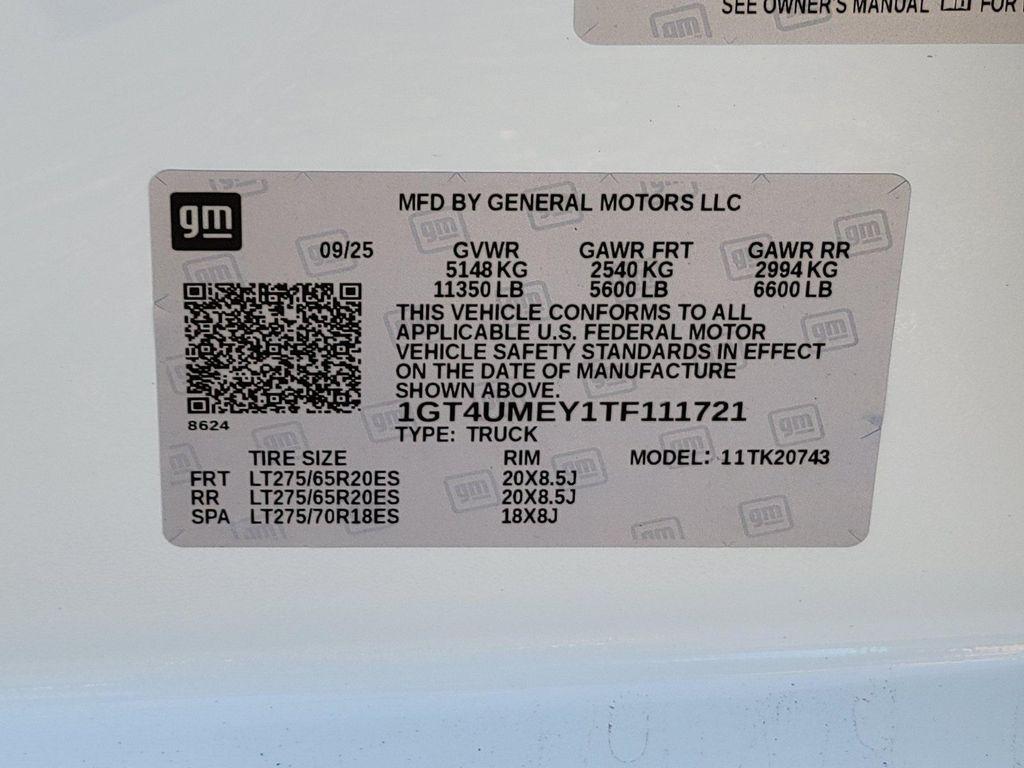 SEE OWNER'S MANUAL FOR
gm
MFD BY GENERAL MOTORS LLC
09/25 GVWR GAWR FRT GAWR RR
5148 KG 2540 KG 2994 KG
11350 LB 5600 LB 6600 LB
THIS VEHICLE CONFORMS TO ALL
APPLICABLE U.S. FEDERAL MOTOR
VEHICLE SAFETY STANDARDS IN EFFECT
ON THE DATE OF MANUFACTURE
SHOWN ABOVE.
8624
1GT4UMEY1TF111721
TYPE: TRUCK
TIRE SIZE RIM MODEL: 11TK20743
FRT LT275/65R20ES 20X8.5J
RR LT275/65R20ES 20X8.5J
SPA LT275/70R18ES 18X8J